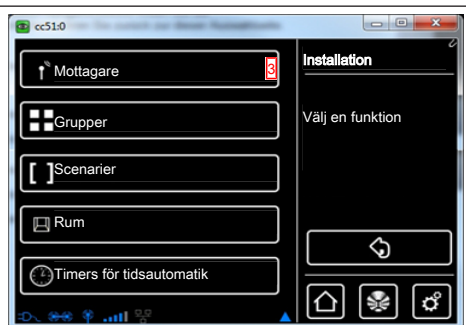 cc51:0
Mottagare
3
Grupper
Scenarier
Rum
Timers för tidsautomatik
Installation
Välj en funktion